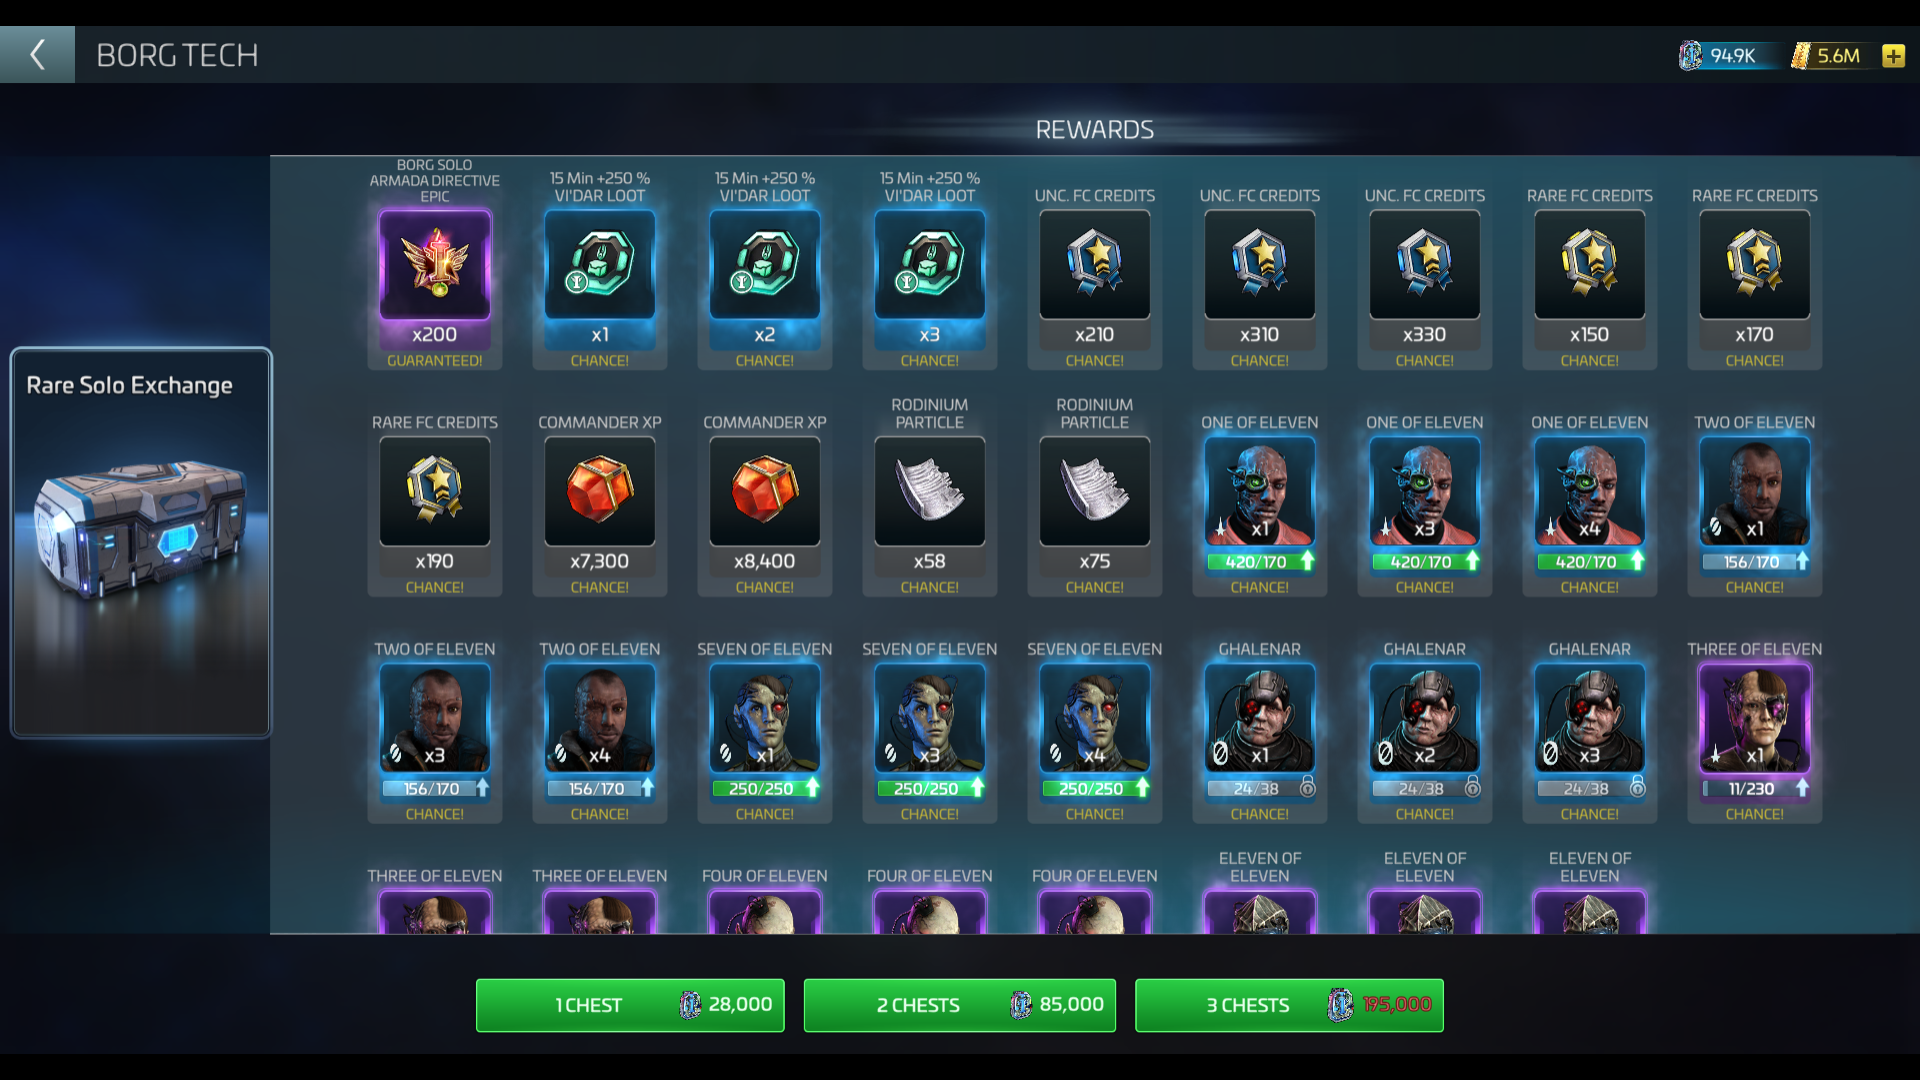 BORG TECH
94.9K
5.6M
REWARDS
Rare Solo Exchange
BORG SOLO
ARMADA DIRECTIVE
EPIC
x200
GUARANTEED!
15 Min +250 %
VI'DAR LOOT
x1
CHANCE!
15 Min +250 %
VI'DAR LOOT
x2
CHANCE!
15 Min +250 %
VI'DAR LOOT
x3
CHANCE!
UNC. FC CREDITS
x210
CHANCE!
UNC. FC CREDITS
x310
CHANCE!
UNC. FC CREDITS
x330
CHANCE!
RARE FC CREDITS
x150
CHANCE!
RARE FC CREDITS
x170
CHANCE!
RARE FC CREDITS
x190
CHANCE!
COMMANDER XP
x7,300
CHANCE!
COMMANDER XP
x8,400
CHANCE!
RODINIUM
PARTICLE
x58
CHANCE!
RODINIUM
PARTICLE
x75
CHANCE!
ONE OF ELEVEN
x1
420/170
CHANCE!
ONE OF ELEVEN
x3
420/170
CHANCE!
ONE OF ELEVEN
x4
420/170
CHANCE!
TWO OF ELEVEN
x1
156/170
CHANCE!
TWO OF ELEVEN
x3
156/170
CHANCE!
TWO OF ELEVEN
x4
156/170
CHANCE!
SEVEN OF ELEVEN
x1
250/250
CHANCE!
SEVEN OF ELEVEN
x3
250/250
CHANCE!
SEVEN OF ELEVEN
x4
250/250
CHANCE!
GHALENAR
x1
24/38
CHANCE!
GHALENAR
x2
24/38
CHANCE!
GHALENAR
x3
24/38
CHANCE!
THREE OF ELEVEN
x1
11/230
CHANCE!
THREE OF ELEVEN
THREE OF ELEVEN
FOUR OF ELEVEN
FOUR OF ELEVEN
FOUR OF ELEVEN
ELEVEN OF
ELEVEN
ELEVEN OF
ELEVEN
ELEVEN OF
ELEVEN
1 CHEST 28,000
2 CHESTS 85,000
3 CHESTS 195,000